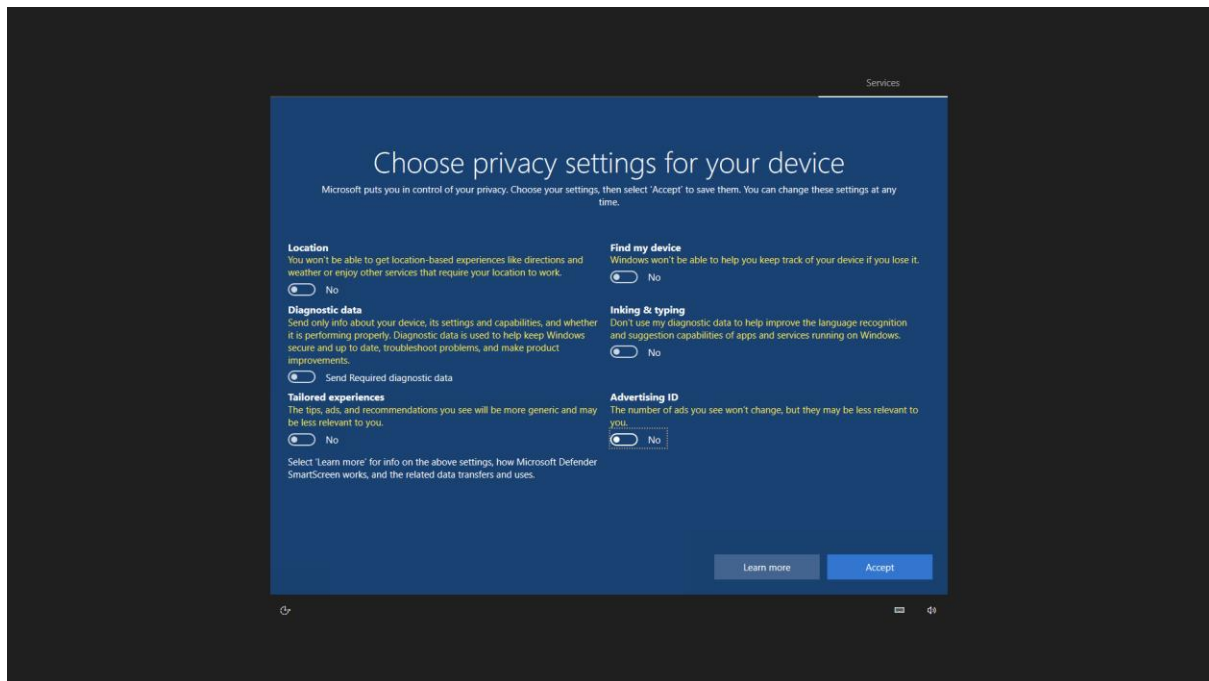 Services
Choose privacy settings for your device
Microsoft puts you in control of your privacy. Choose your settings, then select 'Accept' to save them. You can change these settings at any
time.
Location
You won't be able to get location-based experiences like directions and
weather or enjoy other services that require your location to work.
No
Find my device
Windows won't be able to help you keep track of your device if you lose it.
No
Diagnostic data
Send only info about your device, its settings and capabilities, and whether
it is performing properly. Diagnostic data is used to help keep Windows
secure and up to date, troubleshoot problems, and make product
improvements.
Send Required diagnostic data
Inking & typing
Don't use my diagnostic data to help improve the language recognition
and suggestion capabilities of apps and services running on Windows.
No
Tailored experiences
The tips, ads, and recommendations you see will be more generic and may
be less relevant to you.
No
Advertising ID
The number of ads you see won't change, but they may be less relevant to
you.
No
Select 'Learn more' for info on the above settings, how Microsoft Defender
SmartScreen works, and the related data transfers and uses.
Learn more
Accept